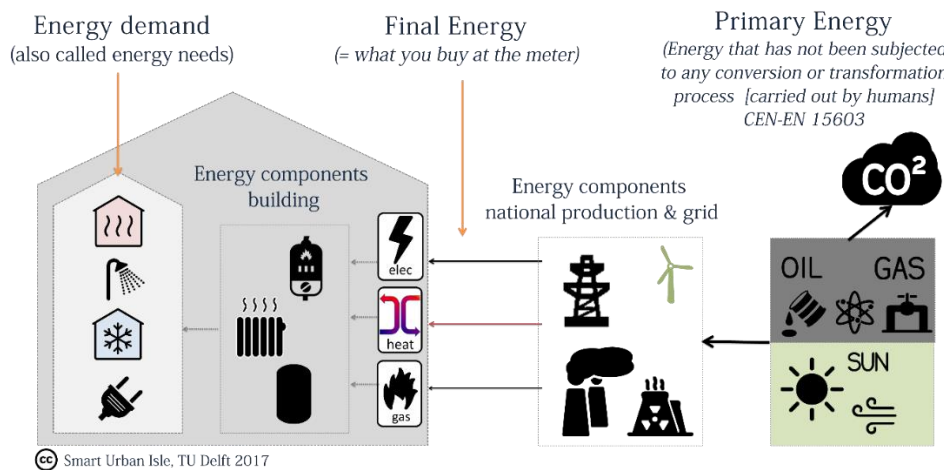 Energy demand
(also called energy needs)
Final Energy
(= what you buy at the meter)
Primary Energy
(Energy that has not been subjected
to any conversion or transformation
process [carried out by humans]
CEN-EN 15603
CO²
Energy components
building
Energy components
national production & grid
elec
heat
gas
OIL GAS
SUN
cc Smart Urban Isle, TU Delft 2017